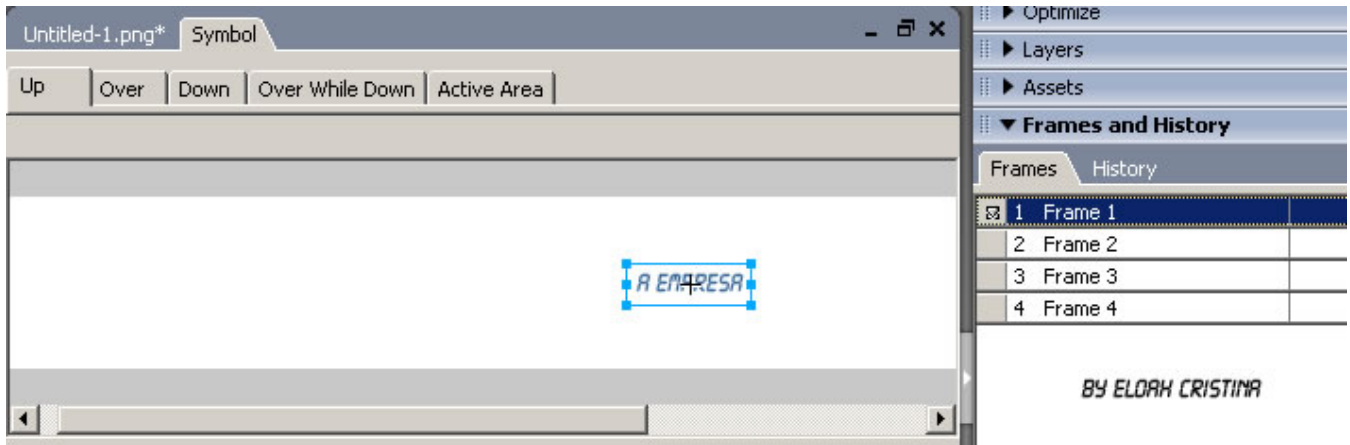 Untitled-1.png* Symbol
Up Over Down Over While Down Active Area
A EMPRESA
Optimize
Layers
Assets
Frames and History
Frames History
1 Frame 1
2 Frame 2
3 Frame 3
4 Frame 4
BY ELOAH CRISTINA